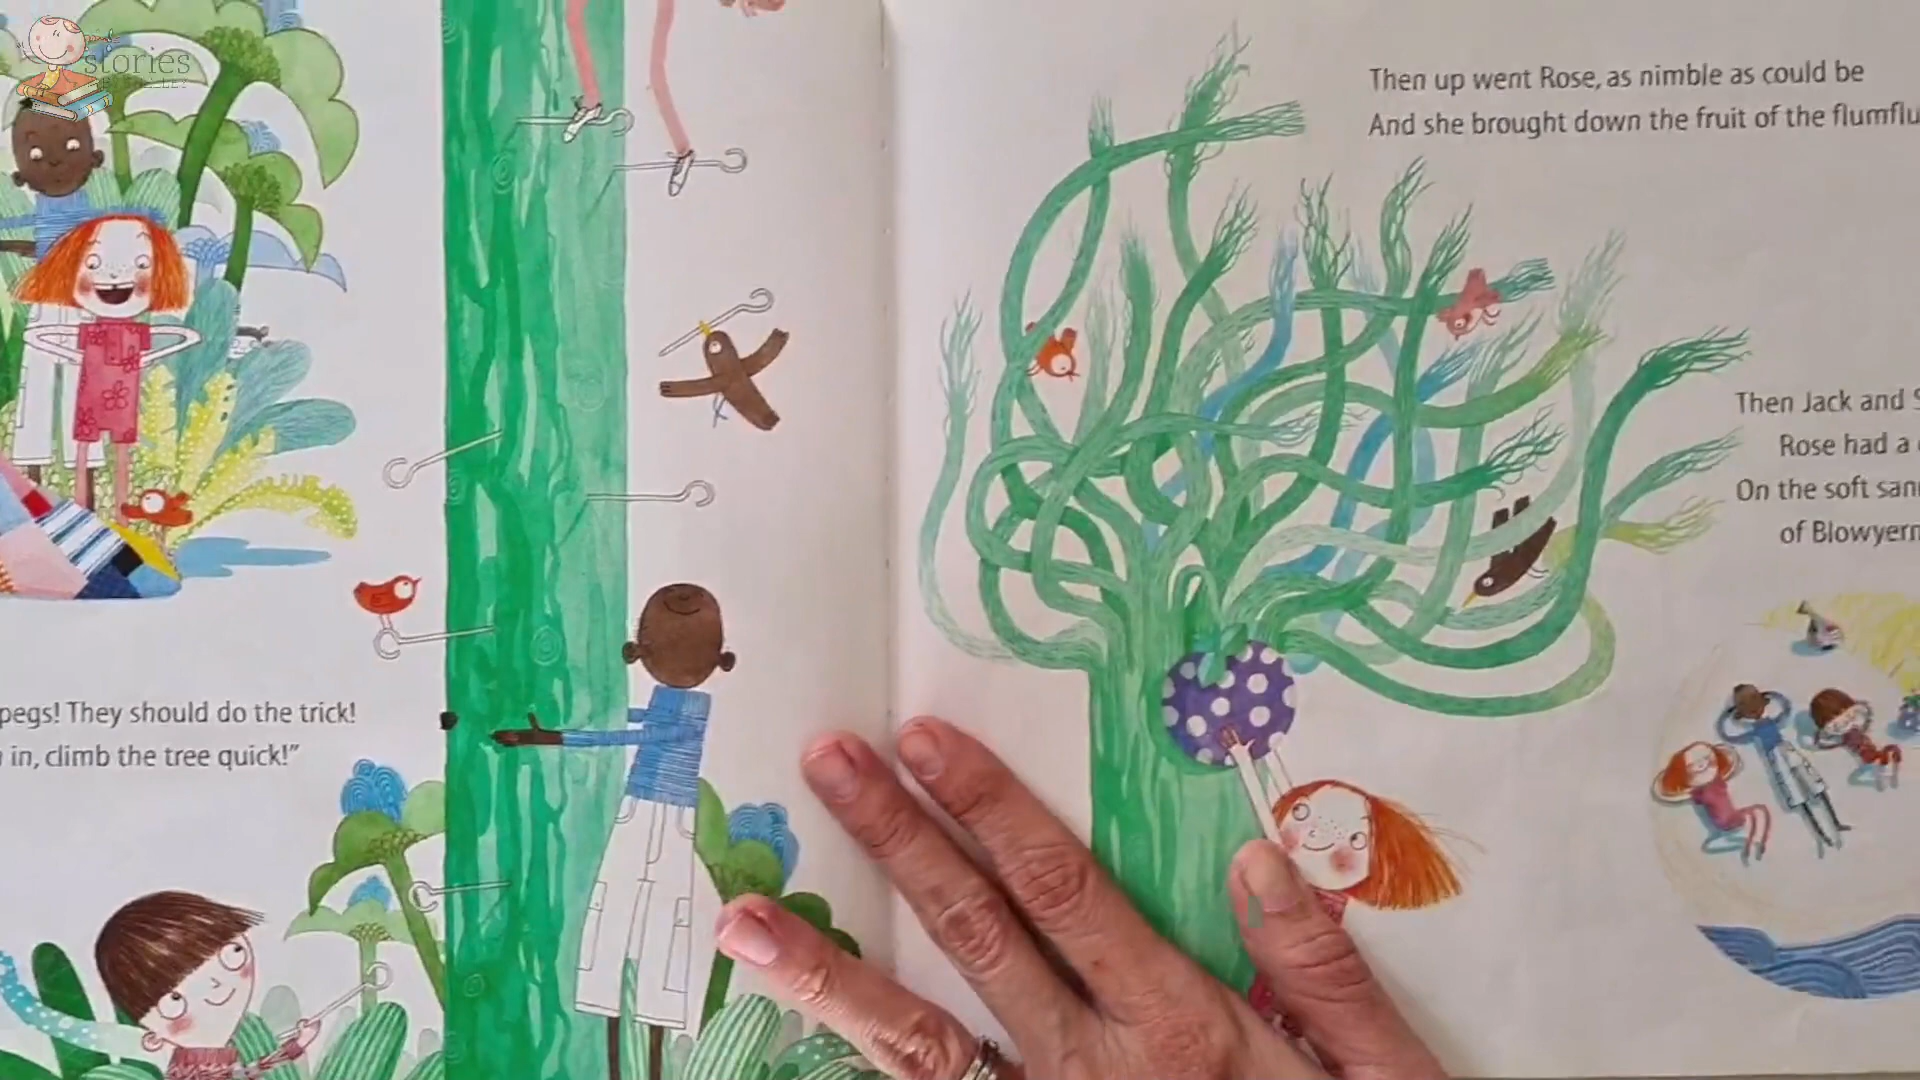 stories
pegs! They should do the trick!
in, climb the tree quick!"
Then up went Rose, as nimble as could be
And she brought down the fruit of the flumflu
Then Jack and S
Rose had a
On the soft san
of Blowyern